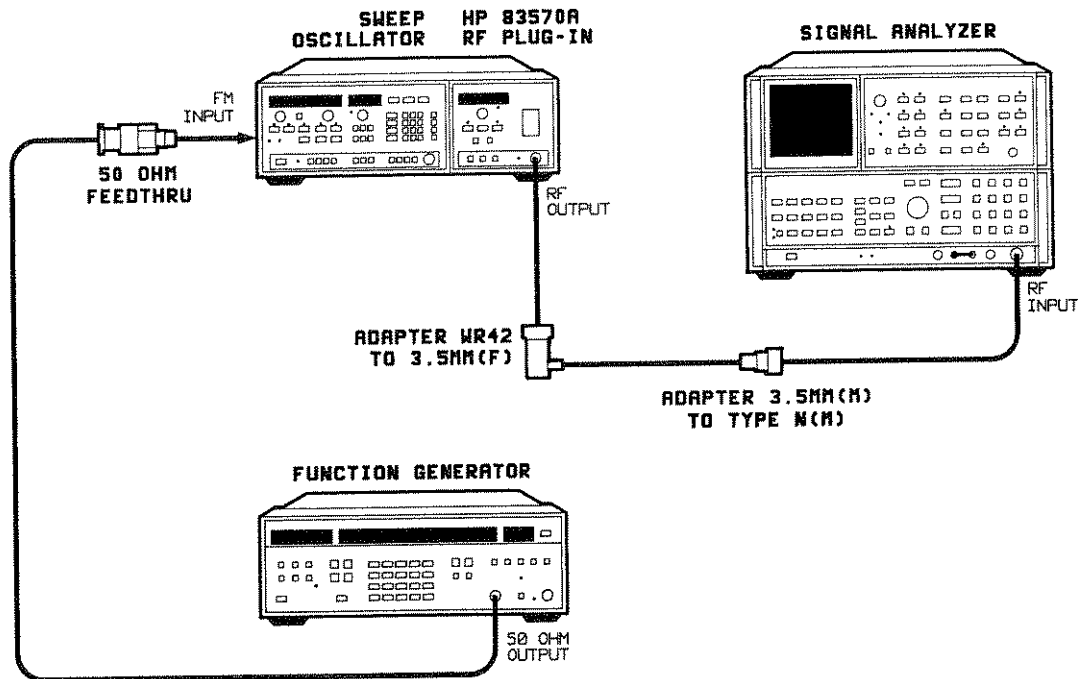 SWEEP OSCILLATOR
HP 83570A RF PLUG-IN
SIGNAL ANALYZER
FM INPUT
50 OHM FEEDTHRU
RF OUTPUT
RF INPUT
ADAPTER WR42 TO 3.5MM(F)
ADAPTER 3.5MM(M) TO TYPE N(M)
FUNCTION GENERATOR
50 OHM OUTPUT